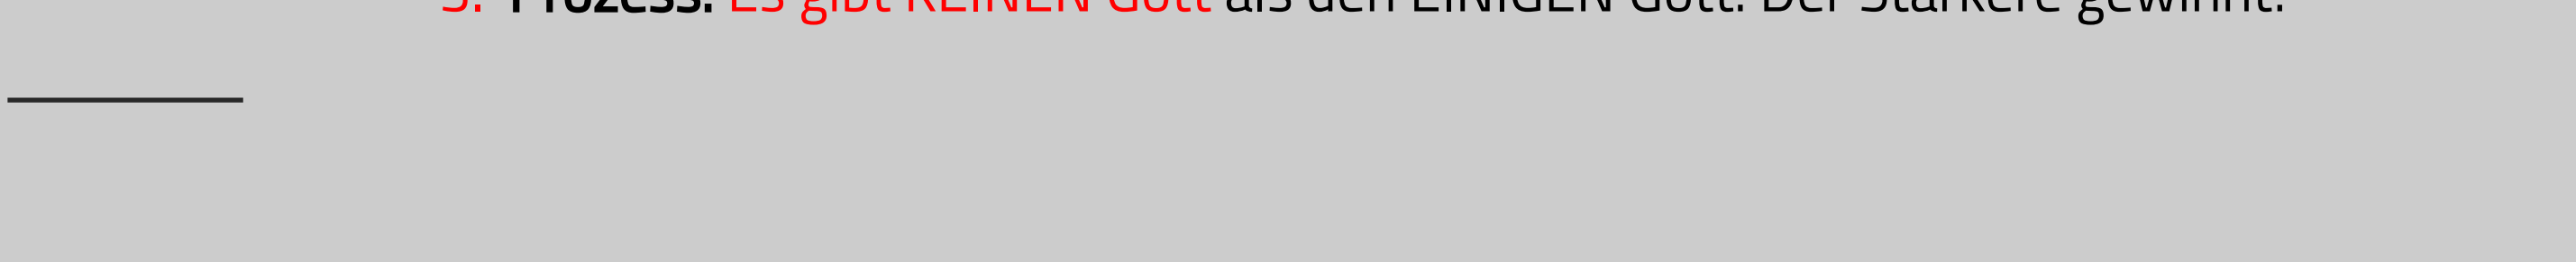 Prozess. Es gibt KEINEN Gott als den EINIGEN Gott. Der Stärkere gewinnt.